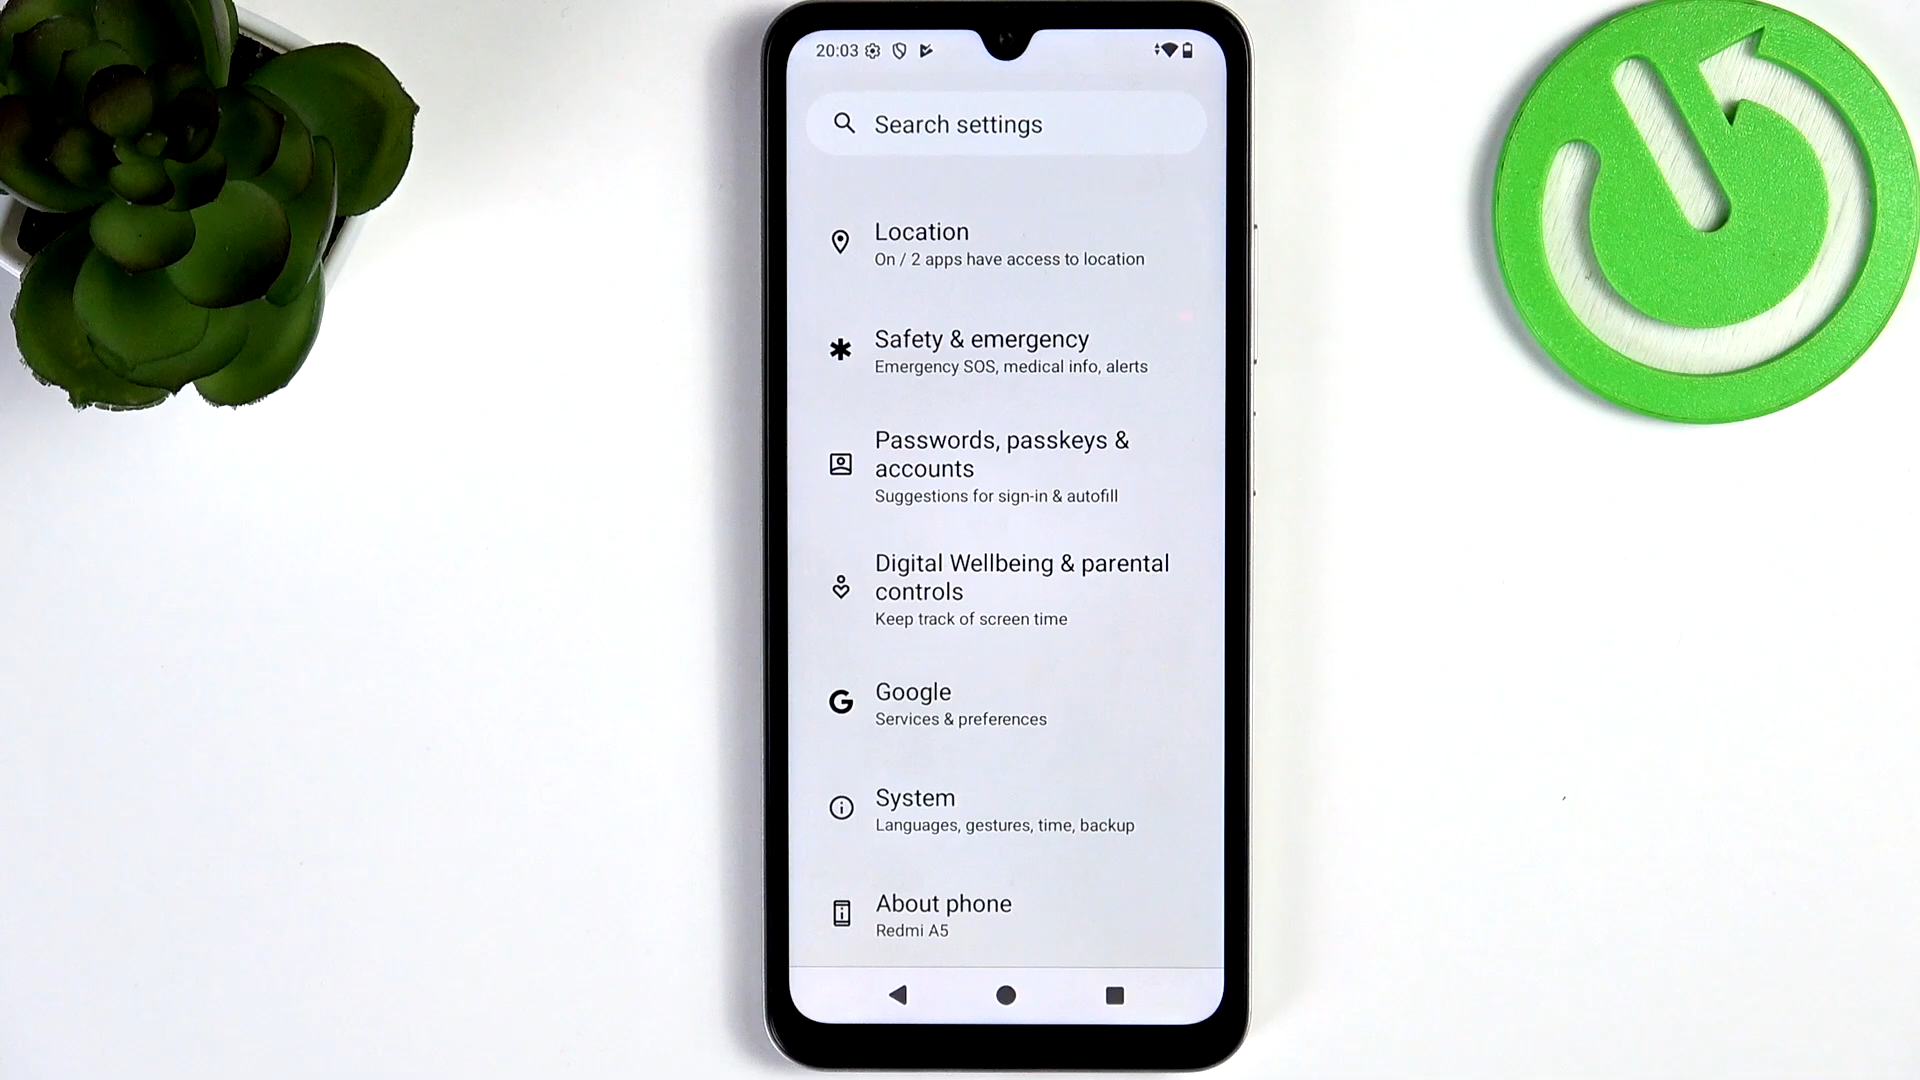 20:03
Search settings
Location
On / 2 apps have access to location
Safety & emergency
Emergency SOS, medical info, alerts
Passwords, passkeys &
accounts
Suggestions for sign-in & autofill
Digital Wellbeing & parental
controls
Keep track of screen time
Google
Services & preferences
System
Languages, gestures, time, backup
About phone
Redmi A5